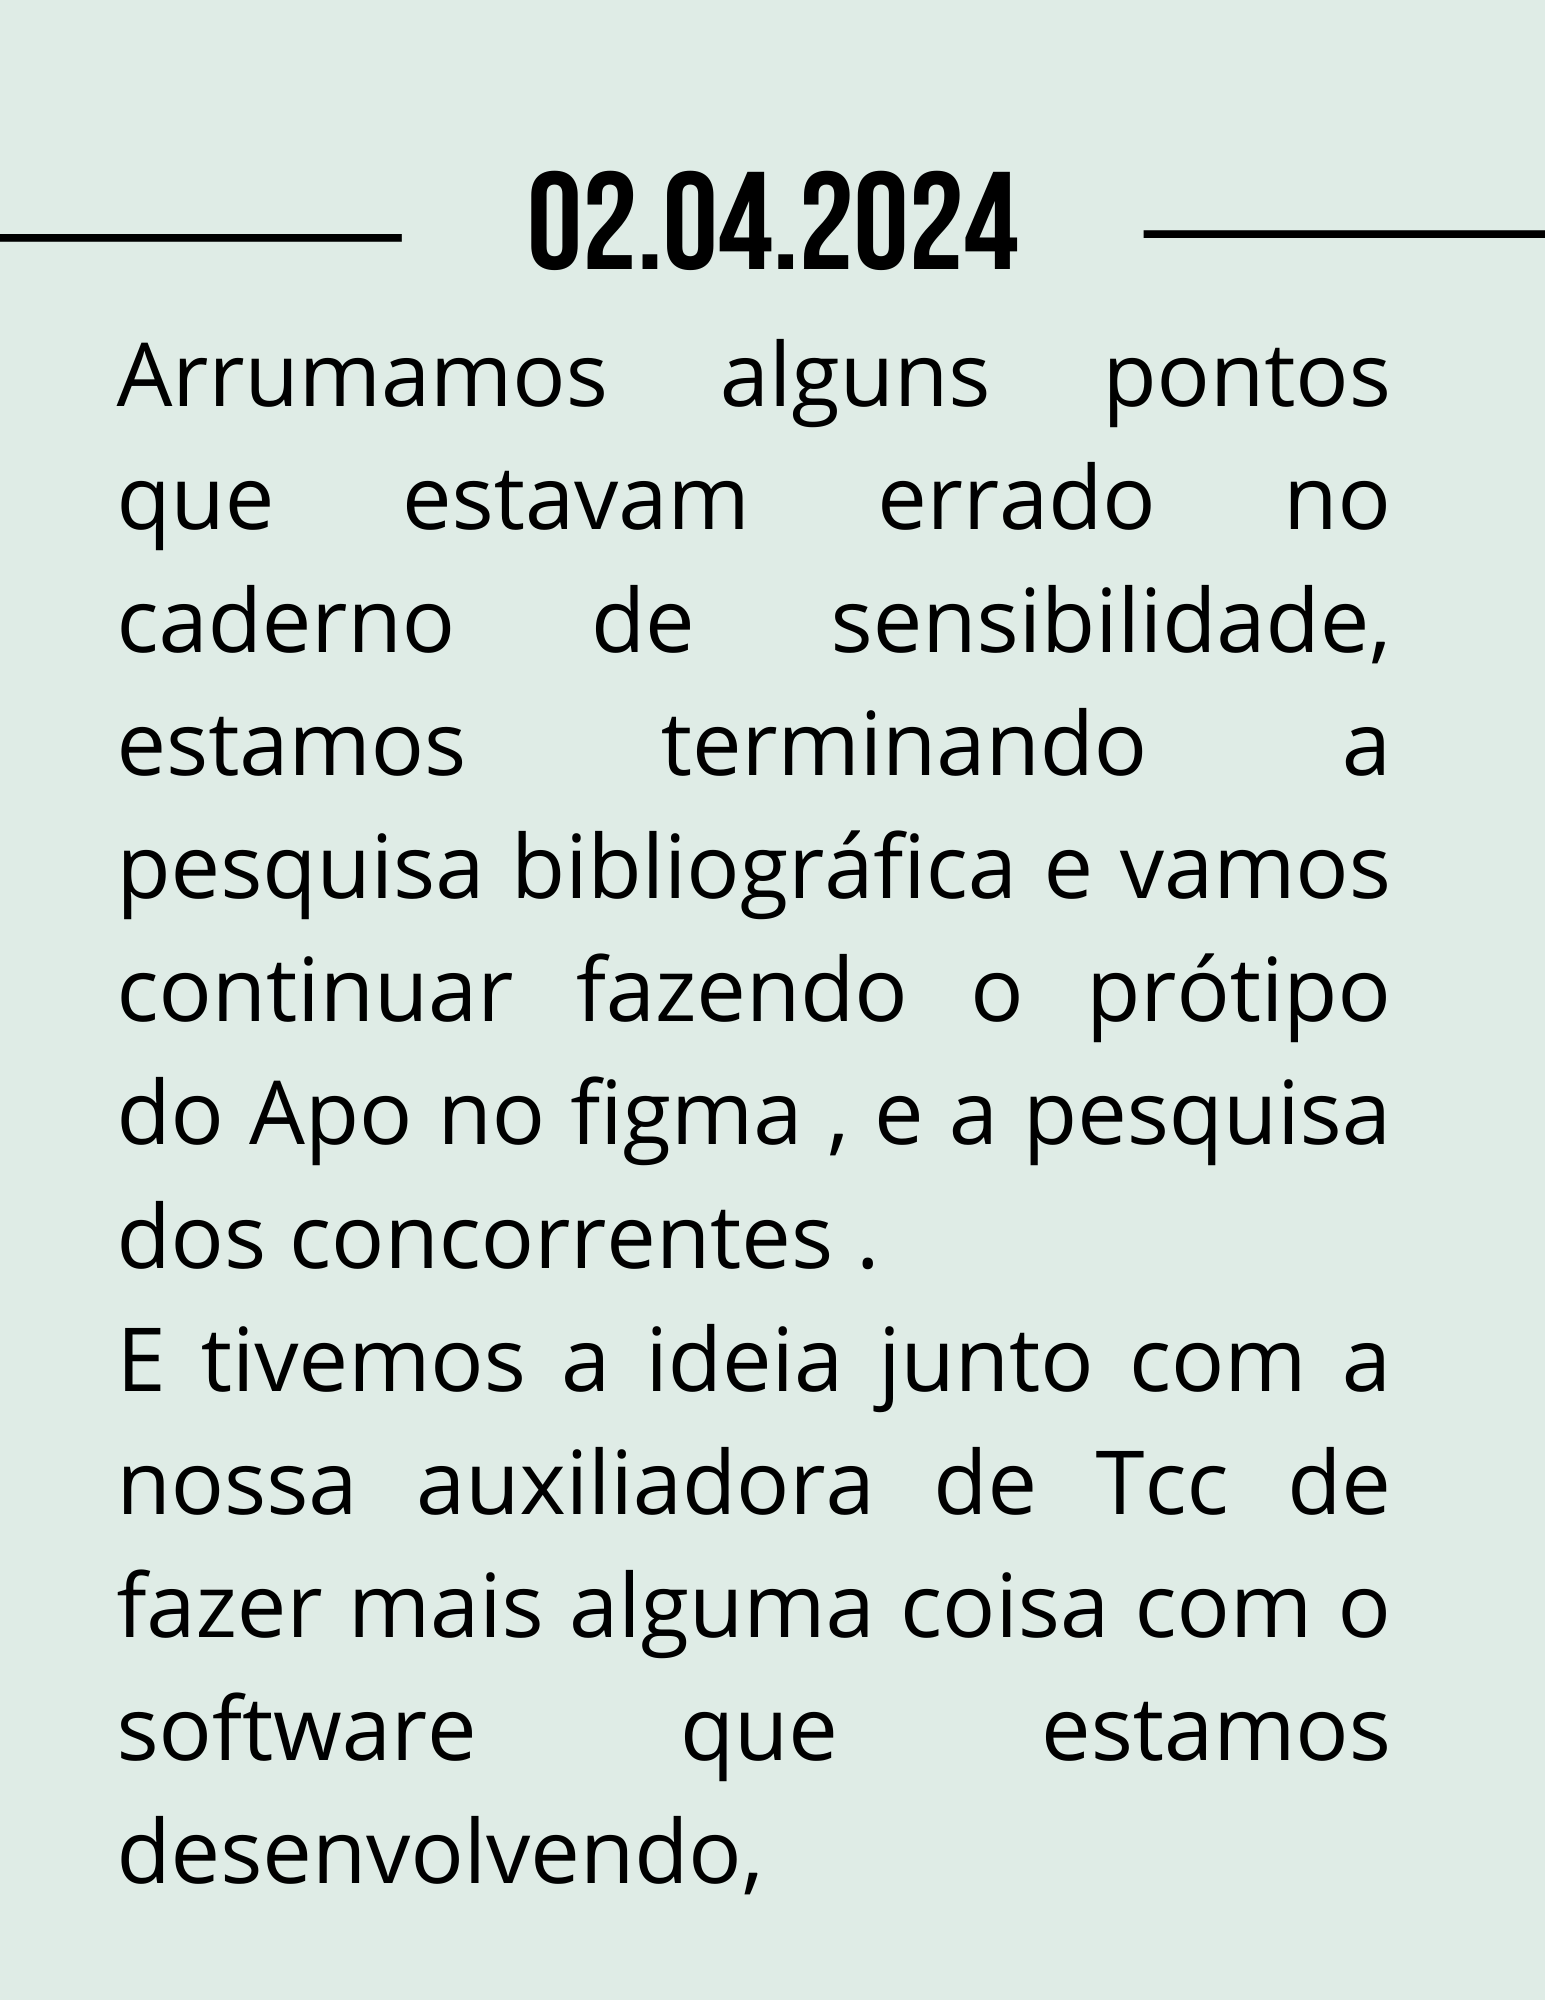 02.04.2024
Arrumamos alguns pontos
que estavam errado no
caderno de sensibilidade,
estamos terminando a
pesquisa bibliográfica e vamos
continuar fazendo o prótipo
do Apo no figma , e a pesquisa
dos concorrentes .
E tivemos a ideia junto com a
nossa auxiliadora de Tcc de
fazer mais alguma coisa com o
software que estamos
desenvolvendo,